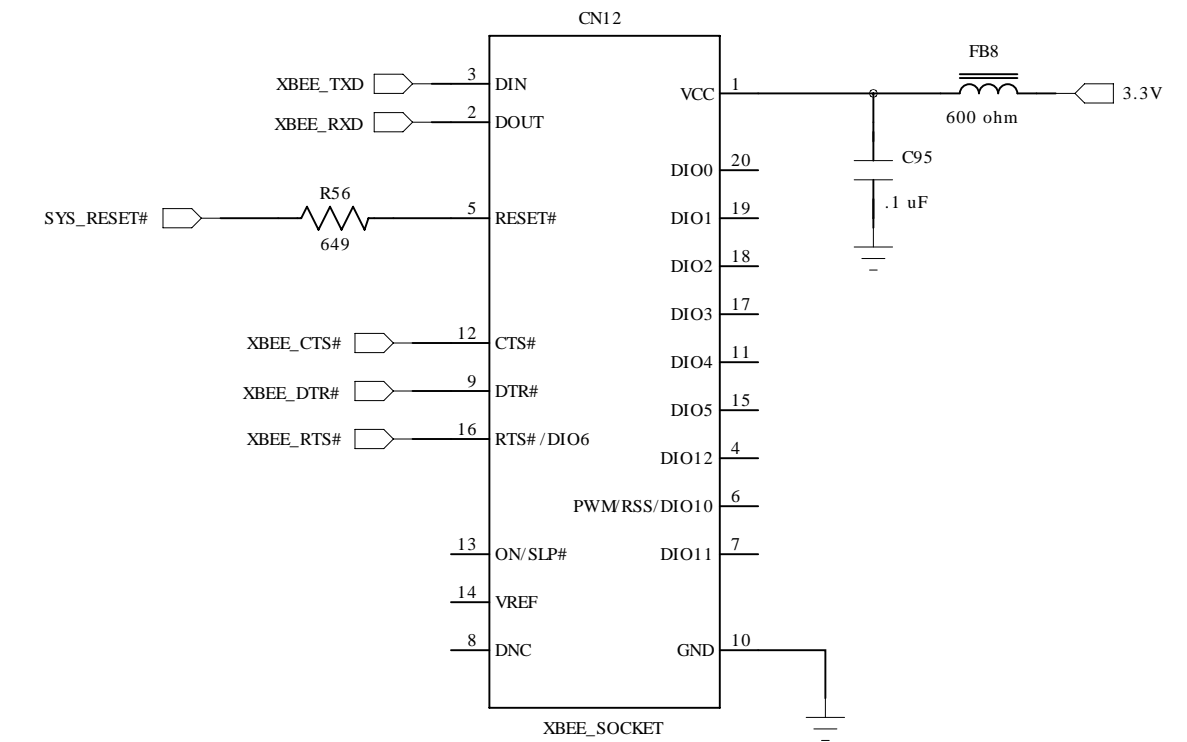 CN12
FB8
XBEE_TXD 3 DIN
VCC 1 3.3V
600 ohm
XBEE_RXD 2 DOUT
C95
DIO0 20
.1 uF
R56
SYS_RESET# 5 RESET#
649
DIO1 19
DIO2 18
DIO3 17
XBEE_CTS# 12 CTS#
DIO4 11
XBEE_DTR# 9 DTR#
DIO5 15
XBEE_RTS# 16 RTS#/DIO6
DIO12 4
PWM/RSS/DIO10 6
13 ON/SLP#
DIO11 7
14 VREF
8 DNC
GND 10
XBEE_SOCKET